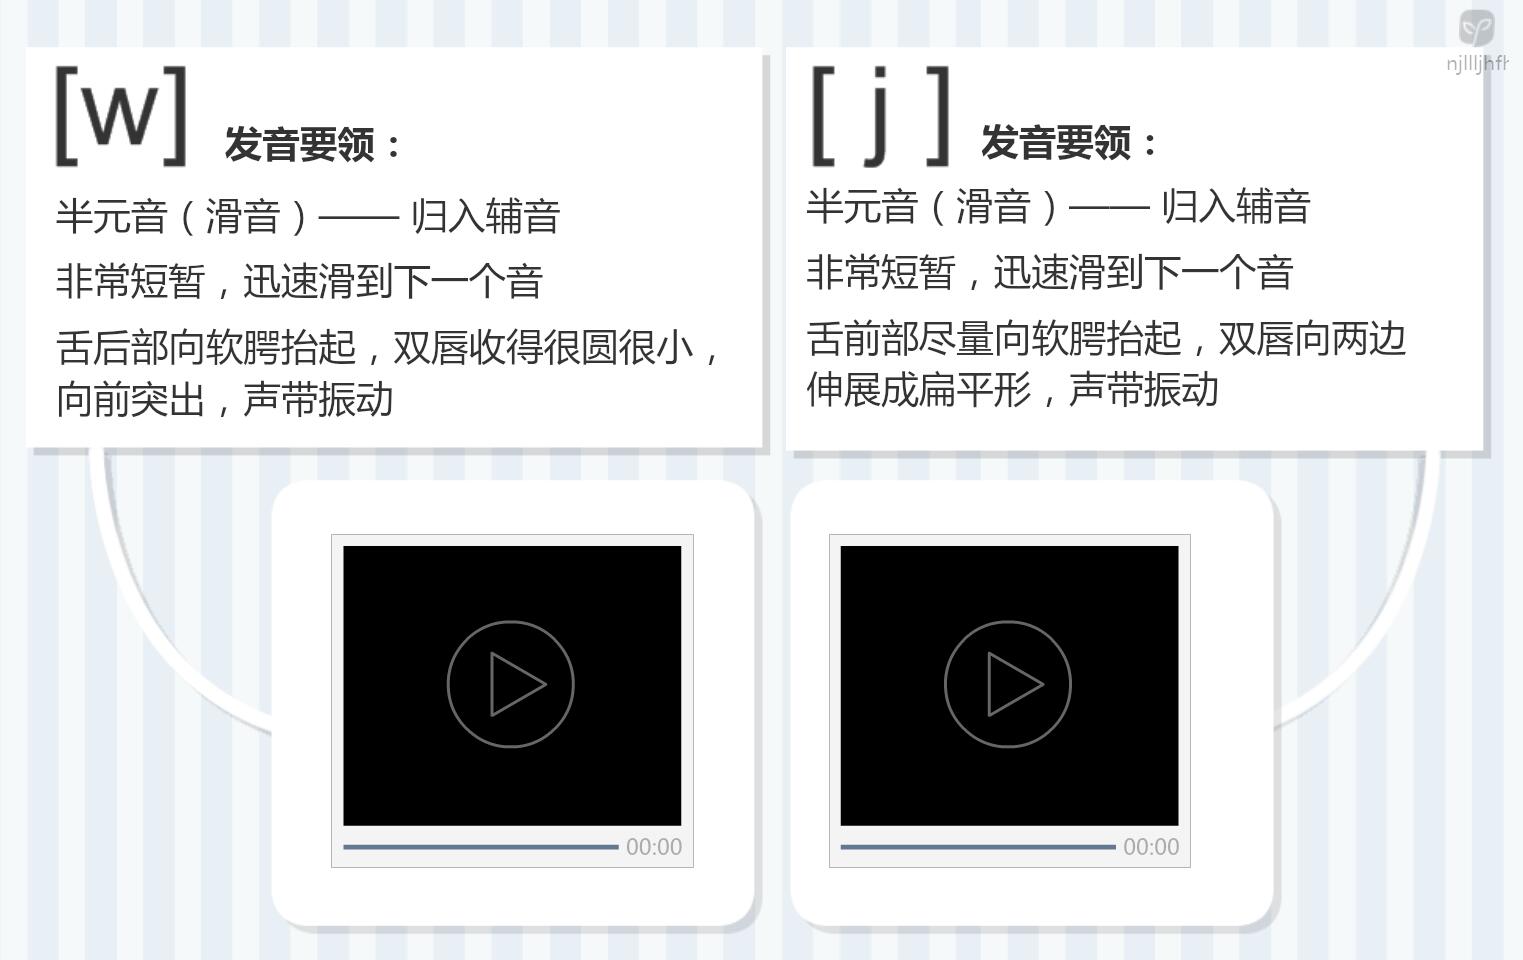 [w] 发音要领：
半元音（滑音）—— 归入辅音
非常短暂，迅速滑到下一个音
舌后部向软腭抬起，双唇收得很圆很小，
向前突出，声带振动
00:00
[ j ] 发音要领：
半元音（滑音）—— 归入辅音
非常短暂，迅速滑到下一个音
舌前部尽量向软腭抬起，双唇向两边
伸展成扁平形，声带振动
00:00